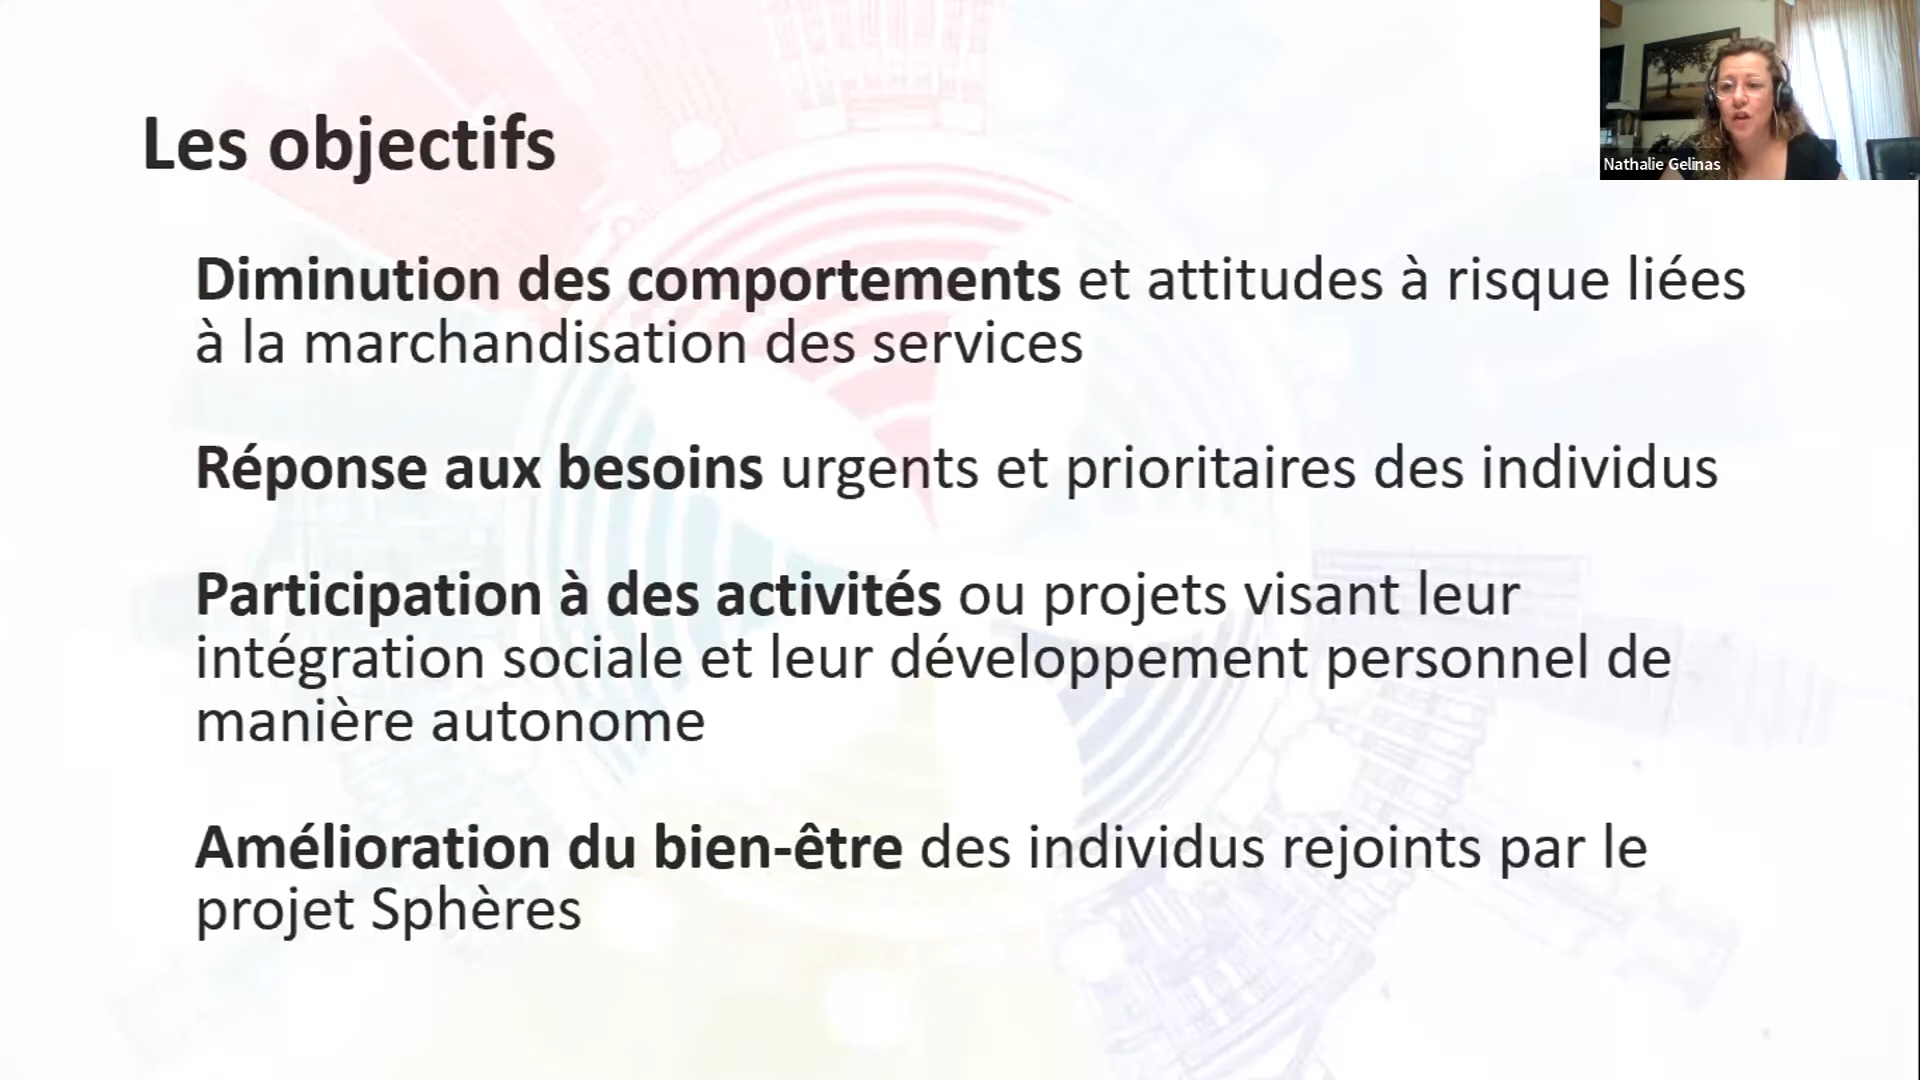 Les objectifs
Nathalie Gelinas
Diminution des comportements et attitudes à risque liées
à la marchandisation des services
Réponse aux besoins urgents et prioritaires des individus
Participation à des activités ou projets visant leur
intégration sociale et leur développement personnel de
manière autonome
Amélioration du bien-être des individus rejoints par le
projet Sphères